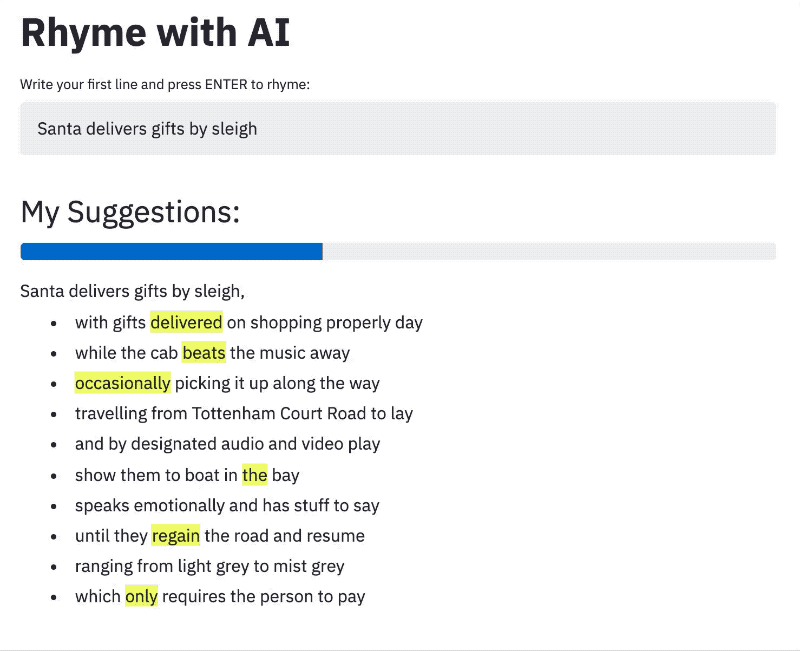 Rhyme with AI
Write your first line and press ENTER to rhyme:
Santa delivers gifts by sleigh
My Suggestions:
Santa delivers gifts by sleigh,
• with gifts delivered on shopping properly day
• while the cab beats the music away
• occasionally picking it up along the way
• travelling from Tottenham Court Road to lay
• and by designated audio and video play
• show them to boat in the bay
• speaks emotionally and has stuff to say
• until they regain the road and resume
• ranging from light grey to mist grey
• which only requires the person to pay